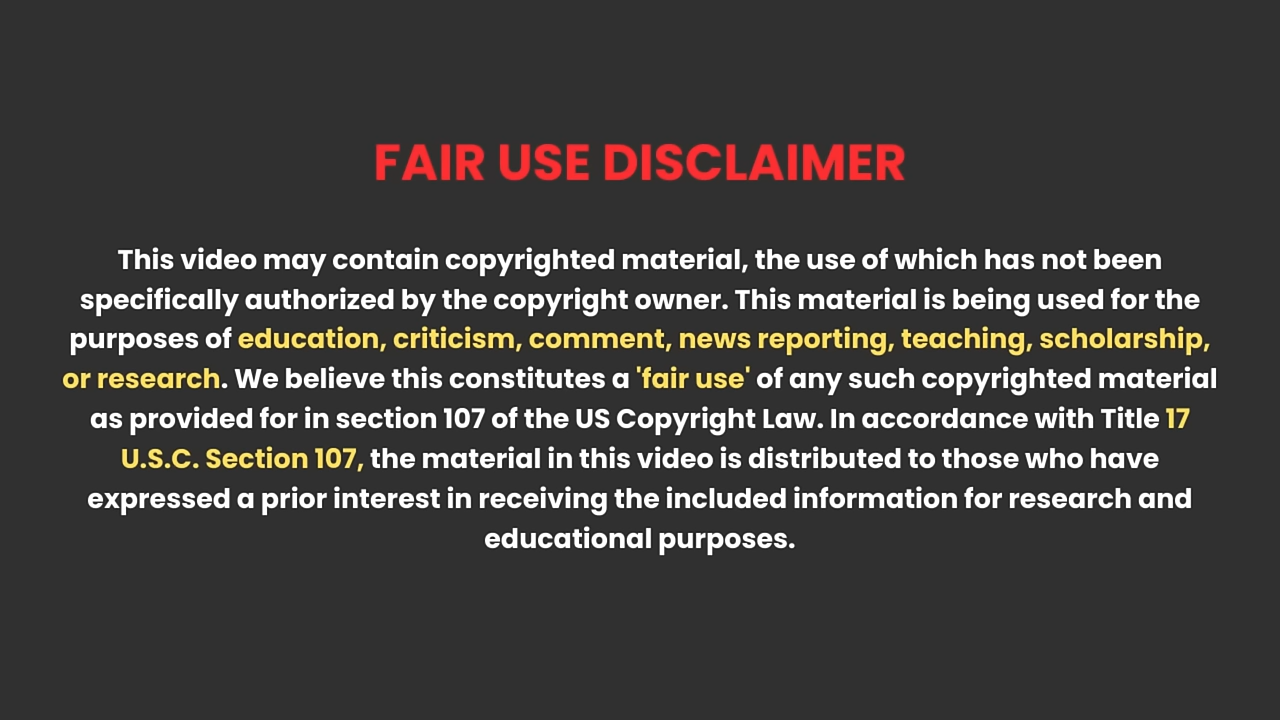 FAIR USE DISCLAIMER
This video may contain copyrighted material, the use of which has not been
specifically authorized by the copyright owner. This material is being used for the
purposes of education, criticism, comment, news reporting, teaching, scholarship,
or research. We believe this constitutes a 'fair use' of any such copyrighted material
as provided for in section 107 of the US Copyright Law. In accordance with Title 17
U.S.C. Section 107, the material in this video is distributed to those who have
expressed a prior interest in receiving the included information for research and
educational purposes.